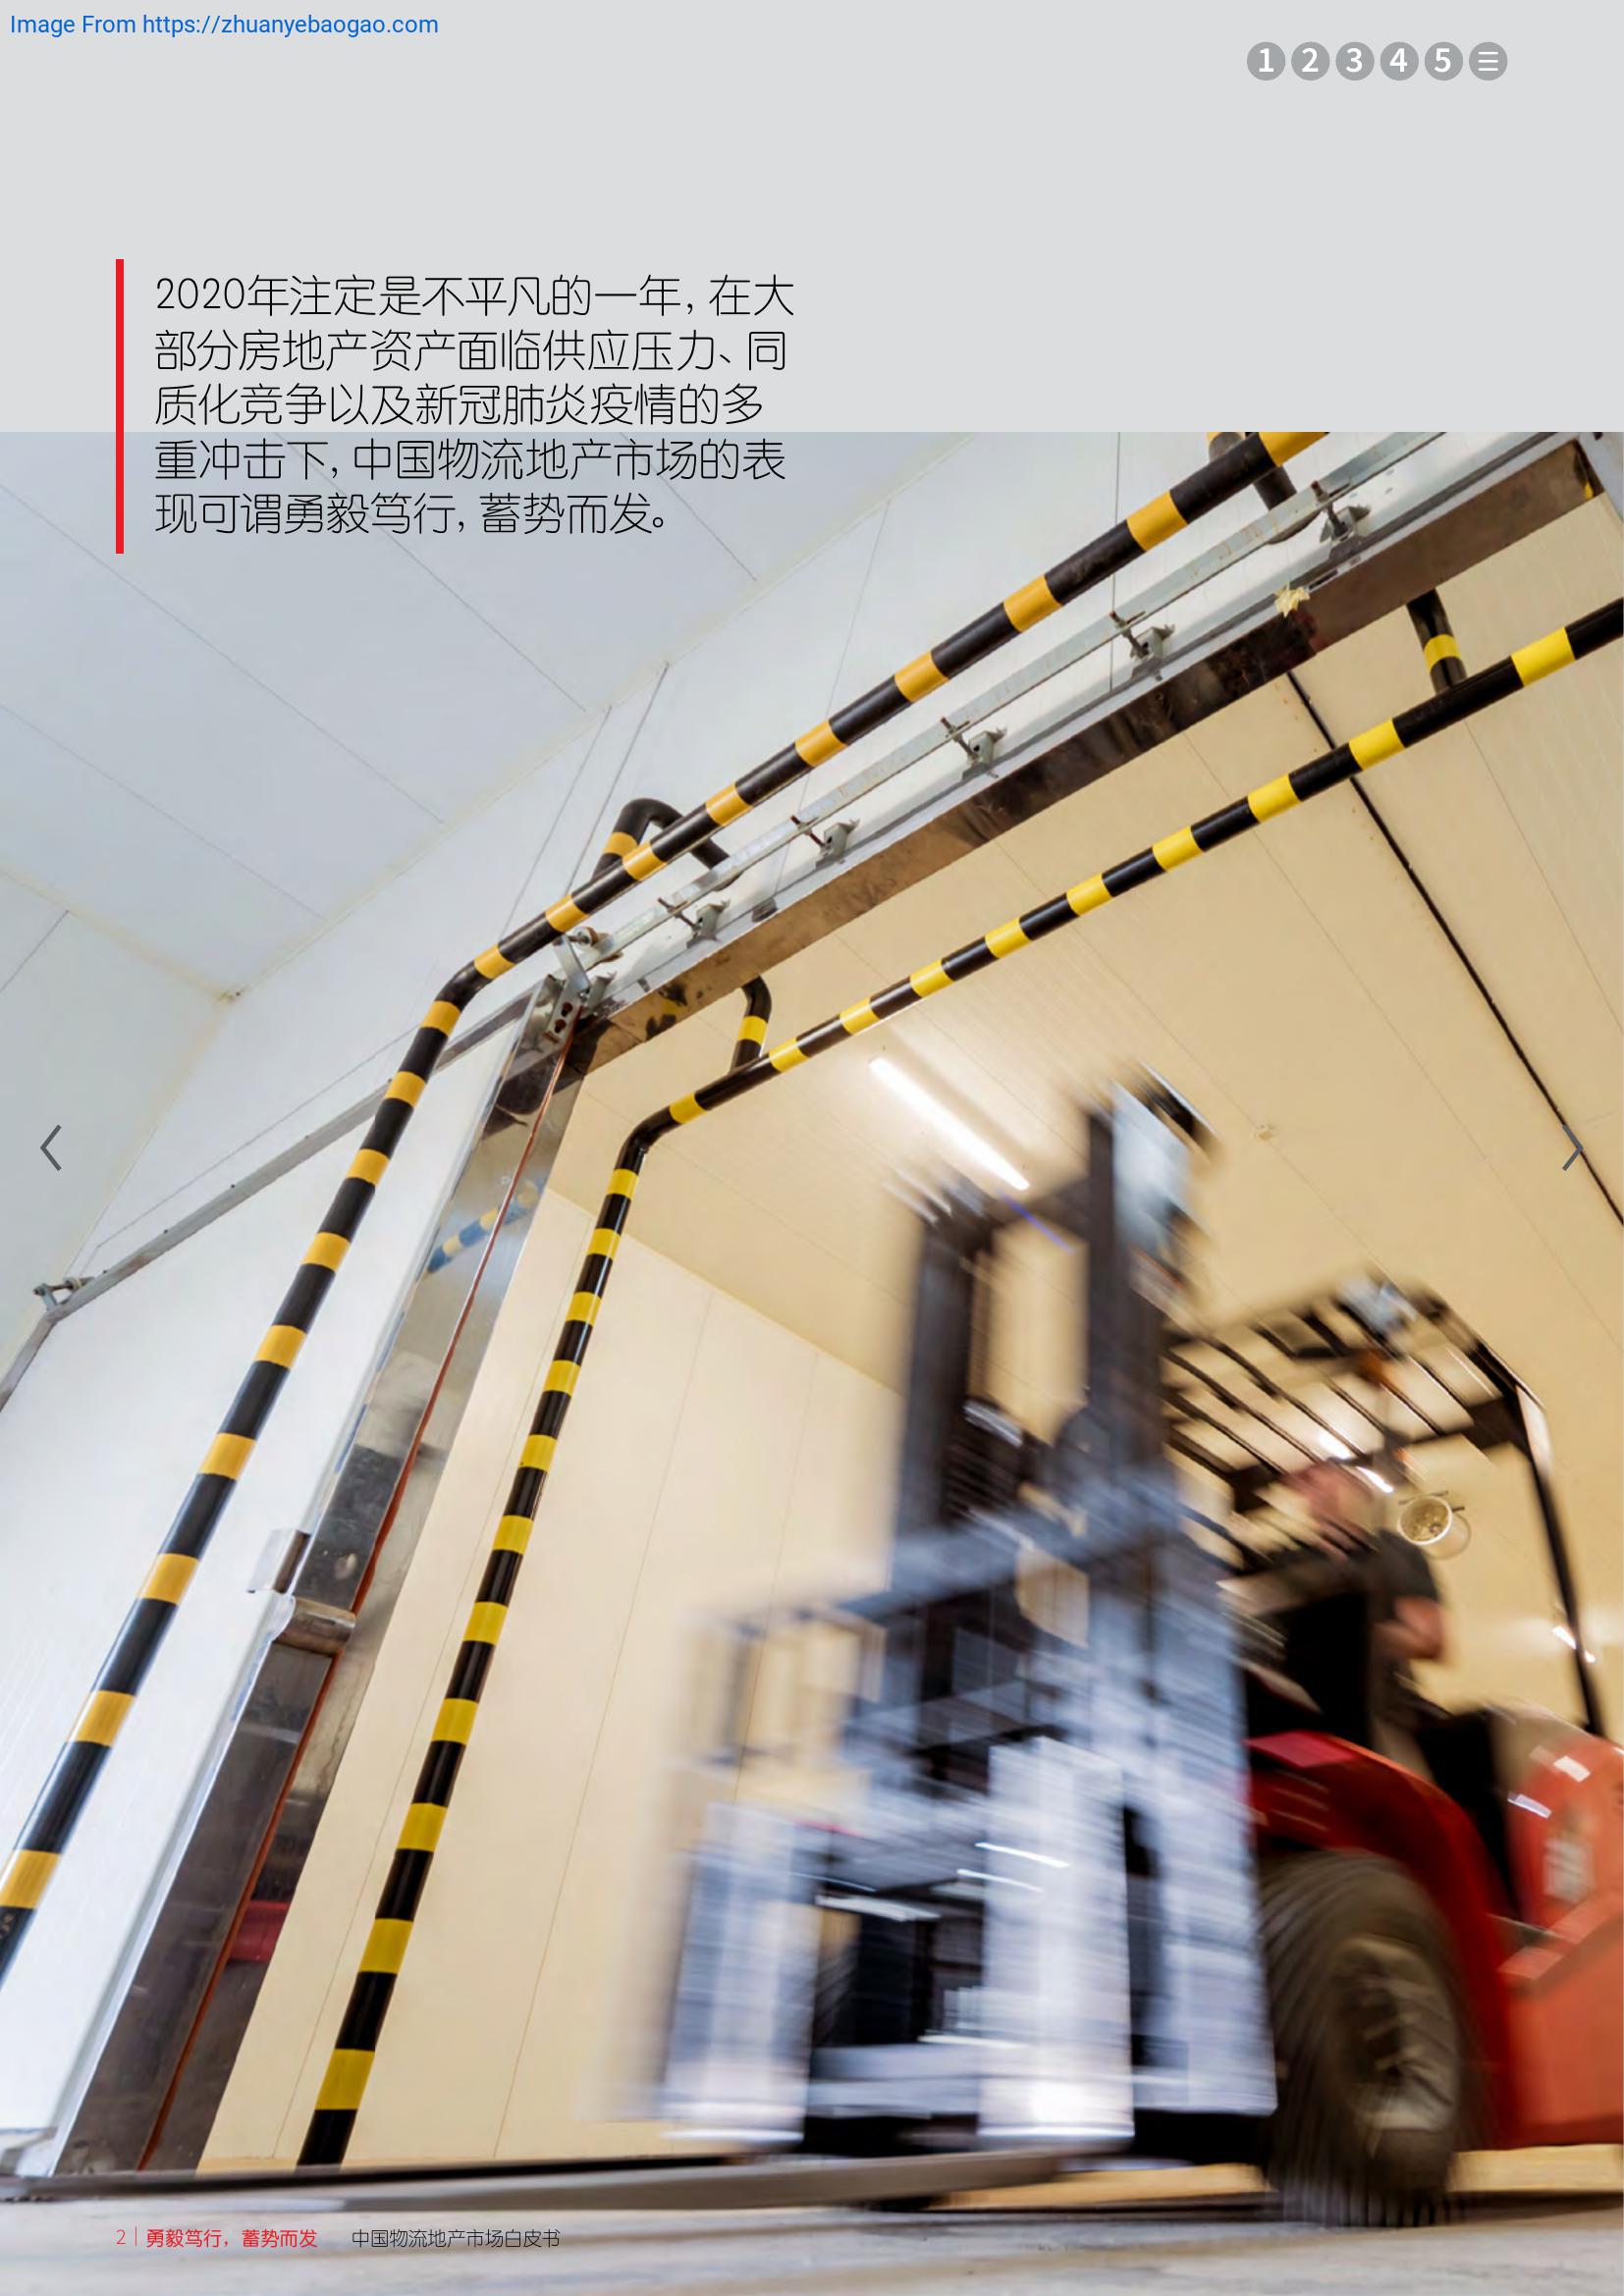 Image From https://zhuanyebaogao.com
1 2 3 4 5
2020年注定是不平凡的一年，在大
部分房地产资产面临供应压力、同
质化竞争以及新冠肺炎疫情的多
重冲击下，中国物流地产市场的表
现可谓勇毅笃行，蓄势而发。
2 | 勇毅笃行，蓄势而发 中国物流地产市场白皮书